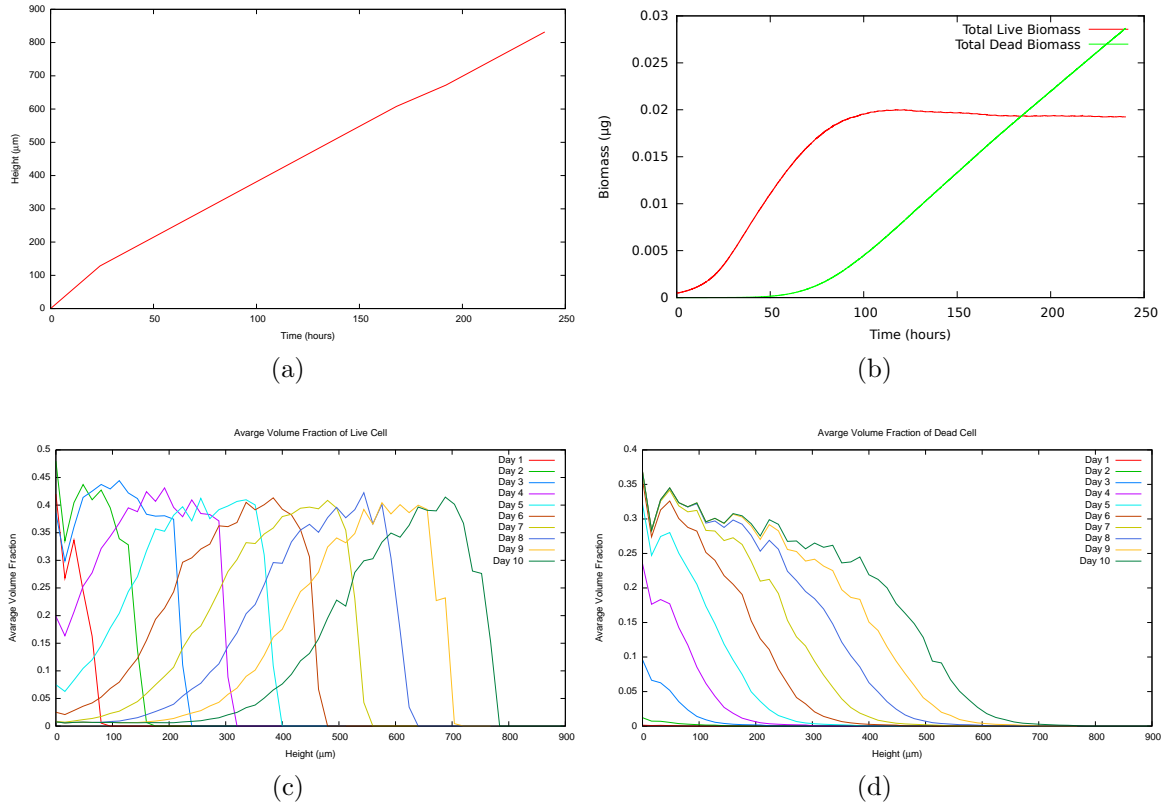 900
800
700
600
500
400
300
200
100
0
Height (μm)
0 50 100 150 200 250
Time (hours)
(a)
0.03
0.025
0.02
0.015
0.01
0.005
0
Biomass (μg)
Total Live Biomass
Total Dead Biomass
0 50 100 150 200 250
Time (hours)
(b)
Avarge Volume Fraction of Live Cell
0.5
0.45
0.4
0.35
0.3
0.25
0.2
0.15
0.1
0.05
0
Avarage Volume Fraction
Day 1
Day 2
Day 3
Day 4
Day 5
Day 6
Day 7
Day 8
Day 19
Day 10
0 100 200 300 400 500 600 700 800 900
Height (μm)
(c)
Avarge Volume Fraction of Dead Cell
0.4
0.35
0.3
0.25
0.2
0.15
0.1
0.05
0
Avarage Volume Fraction
Day 1
Day 2
Day 3
Day 4
Day 5
Day 6
Day 7
Day 8
Day 9
Day 10
0 100 200 300 400 500 600 700 800 900
Height (μm)
(d)